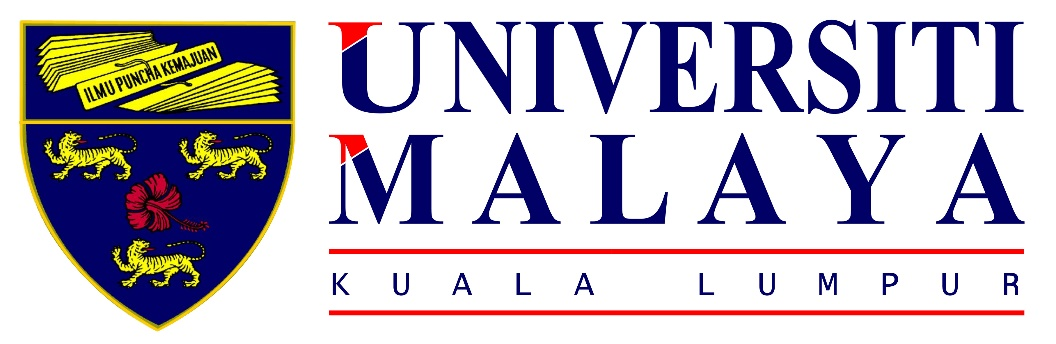 ILMU PUNCHA KEMAJUAN
UNIVERSITI
MALAYA
KUALA LUMPUR